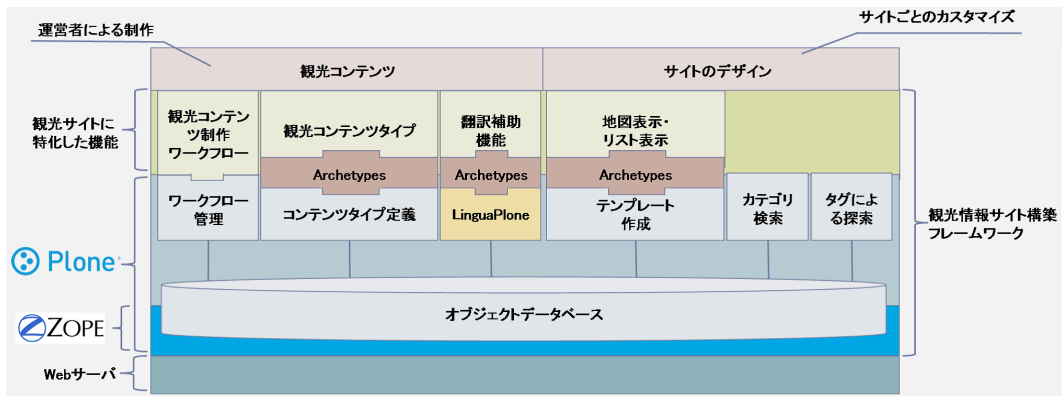 運営者による制作
サイトごとのカスタマイズ
観光コンテンツ
サイトのデザイン
観光サイトに
特化した機能
観光コンテン
ツ制作
ワークフロー
観光コンテンツタイプ
翻訳補助
機能
地図表示・
リスト表示
Archetypes
Archetypes
Archetypes
ワークフロー
管理
コンテンツタイプ定義
LinguaPlone
テンプレート
作成
カテゴリ
検索
タグによ
る探索
観光情報サイト構築
フレームワーク
Plone
オブジェクトデータベース
ZOPE
Webサーバ